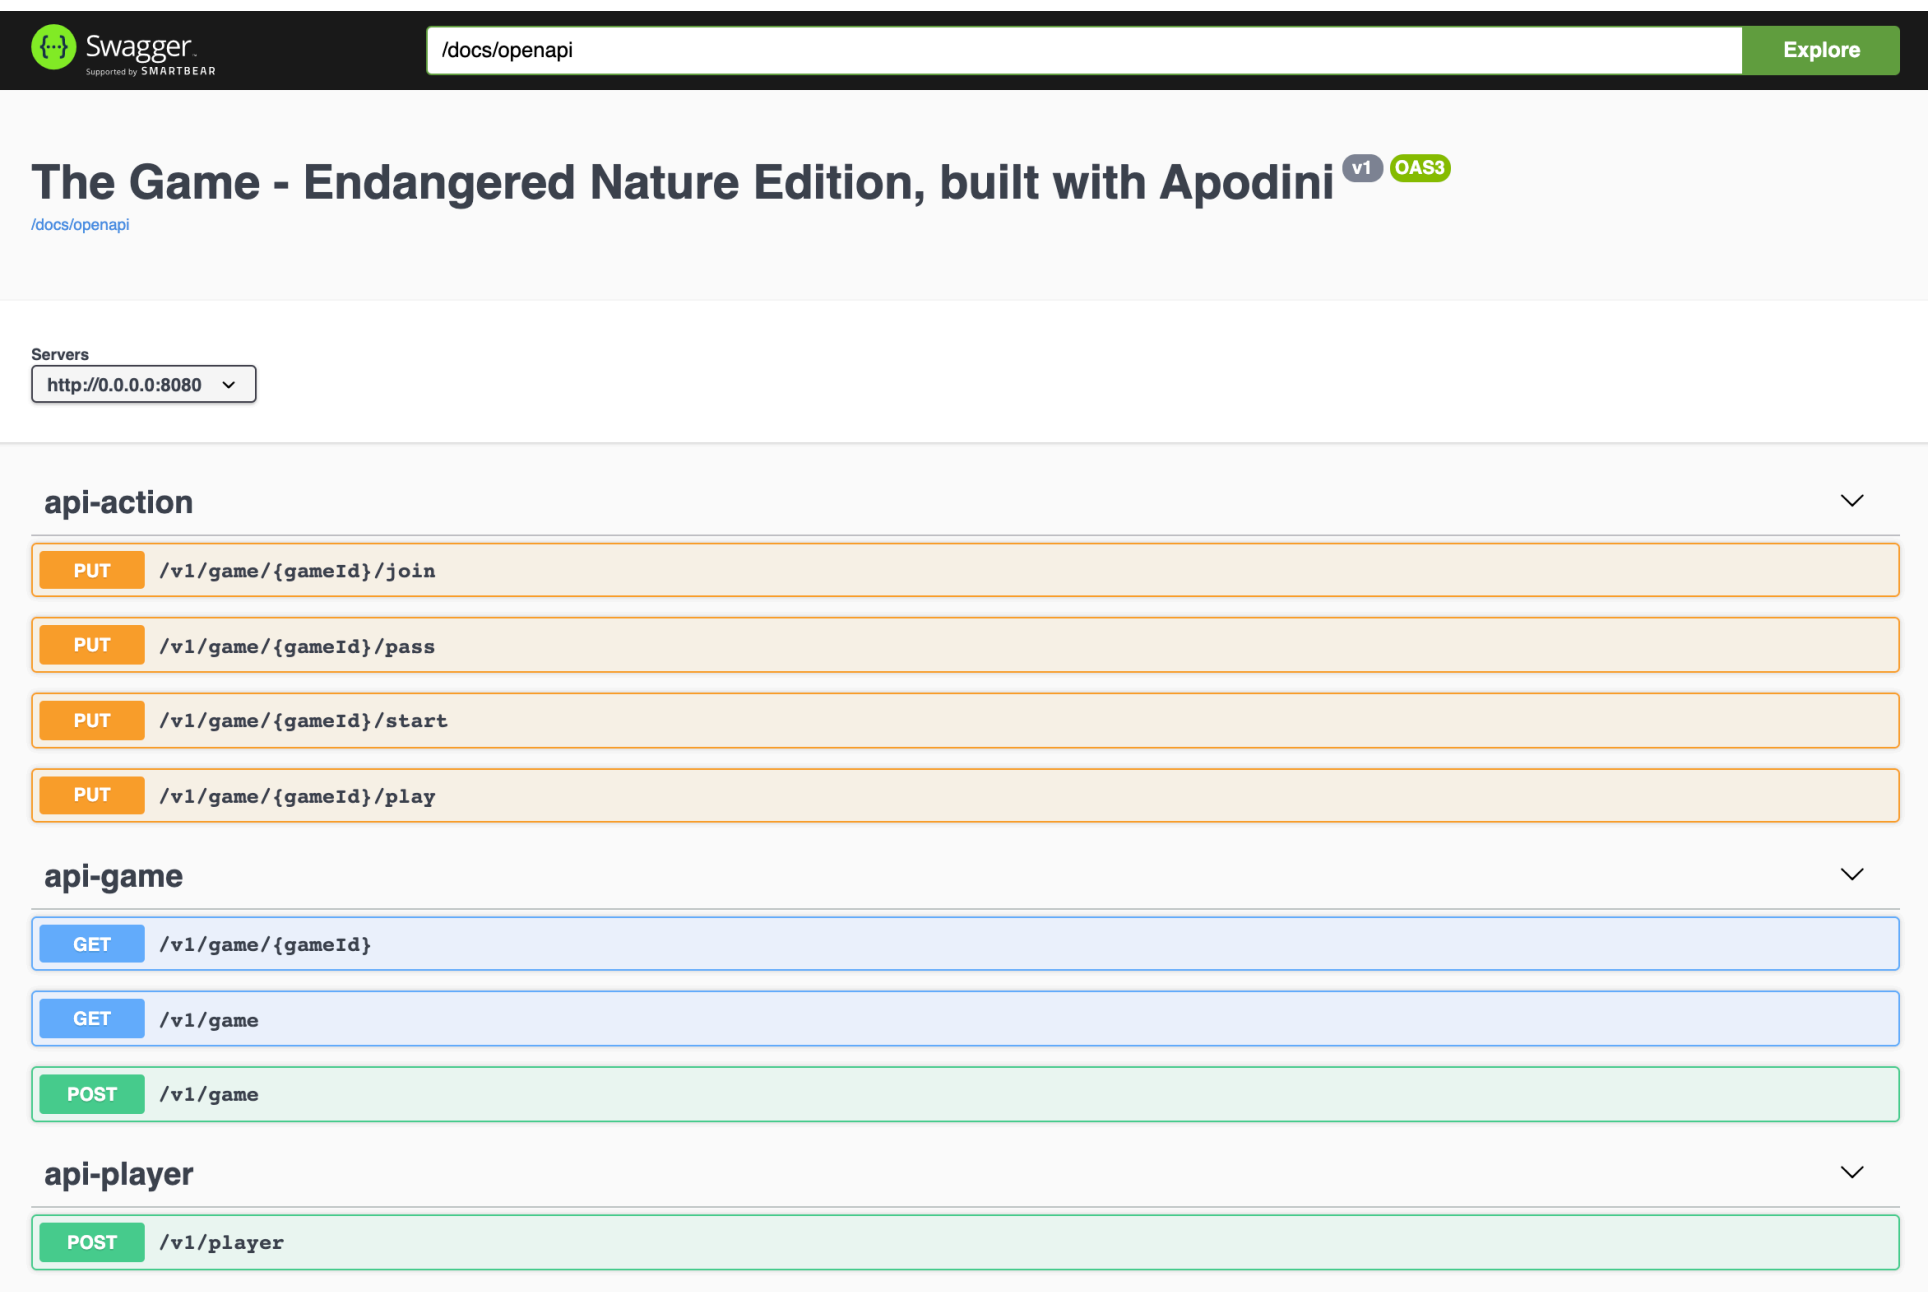 Swagger.
Supported by SMARTBEAR
/docs/openapi
Explore
The Game - Endangered Nature Edition, built with Apodini v1 OAS3
/docs/openapi
Servers
http://0.0.0.0:8080
api-action
PUT /v1/game/{gameId}/join
PUT /v1/game/{gameId}/pass
PUT /v1/game/{gameId}/start
PUT /v1/game/{gameId}/play
api-game
GET /v1/game/{gameId}
GET /v1/game
POST /v1/game
api-player
POST /v1/player